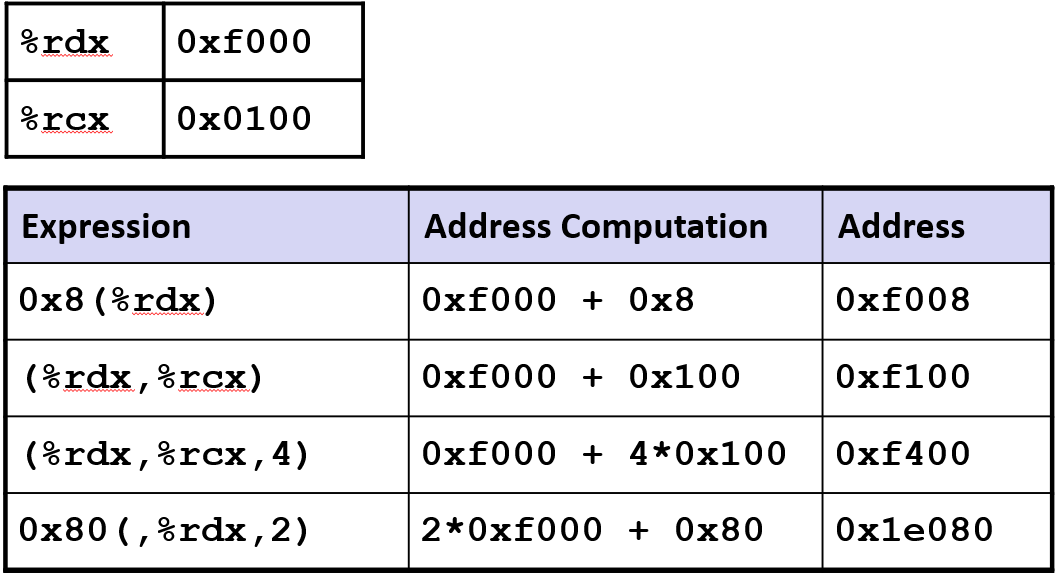 %rdx 0xf000
%rcx 0x0100
Expression Address Computation Address
0x8(%rdx) 0xf000 + 0x8 0xf008
(%rdx,%rcx) 0xf000 + 0x100 0xf100
(%rdx,%rcx,4) 0xf000 + 4*0x100 0xf400
0x80(,%rdx,2) 2*0xf000 + 0x80 0x1e080